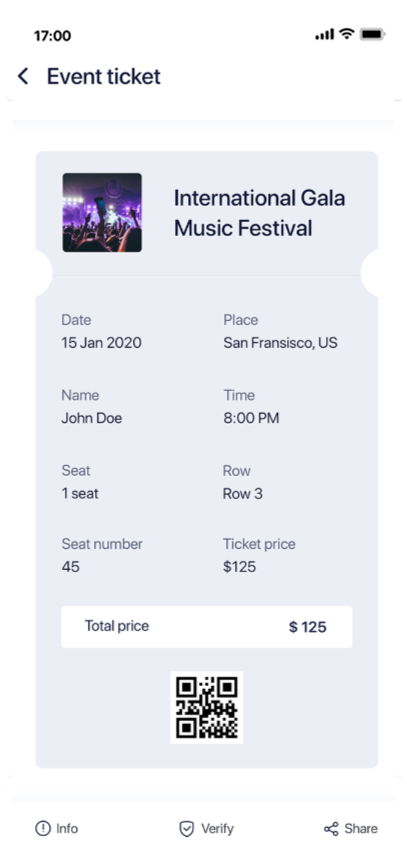 17:00
Event ticket
International Gala
Music Festival
Date
Place
15 Jan 2020
San Fransisco, US
Name
Time
John Doe
8:00 PM
Seat
Row
1 seat
Row 3
Seat number
Ticket price
45
$125
Total price
$ 125
Info
Verify
Share